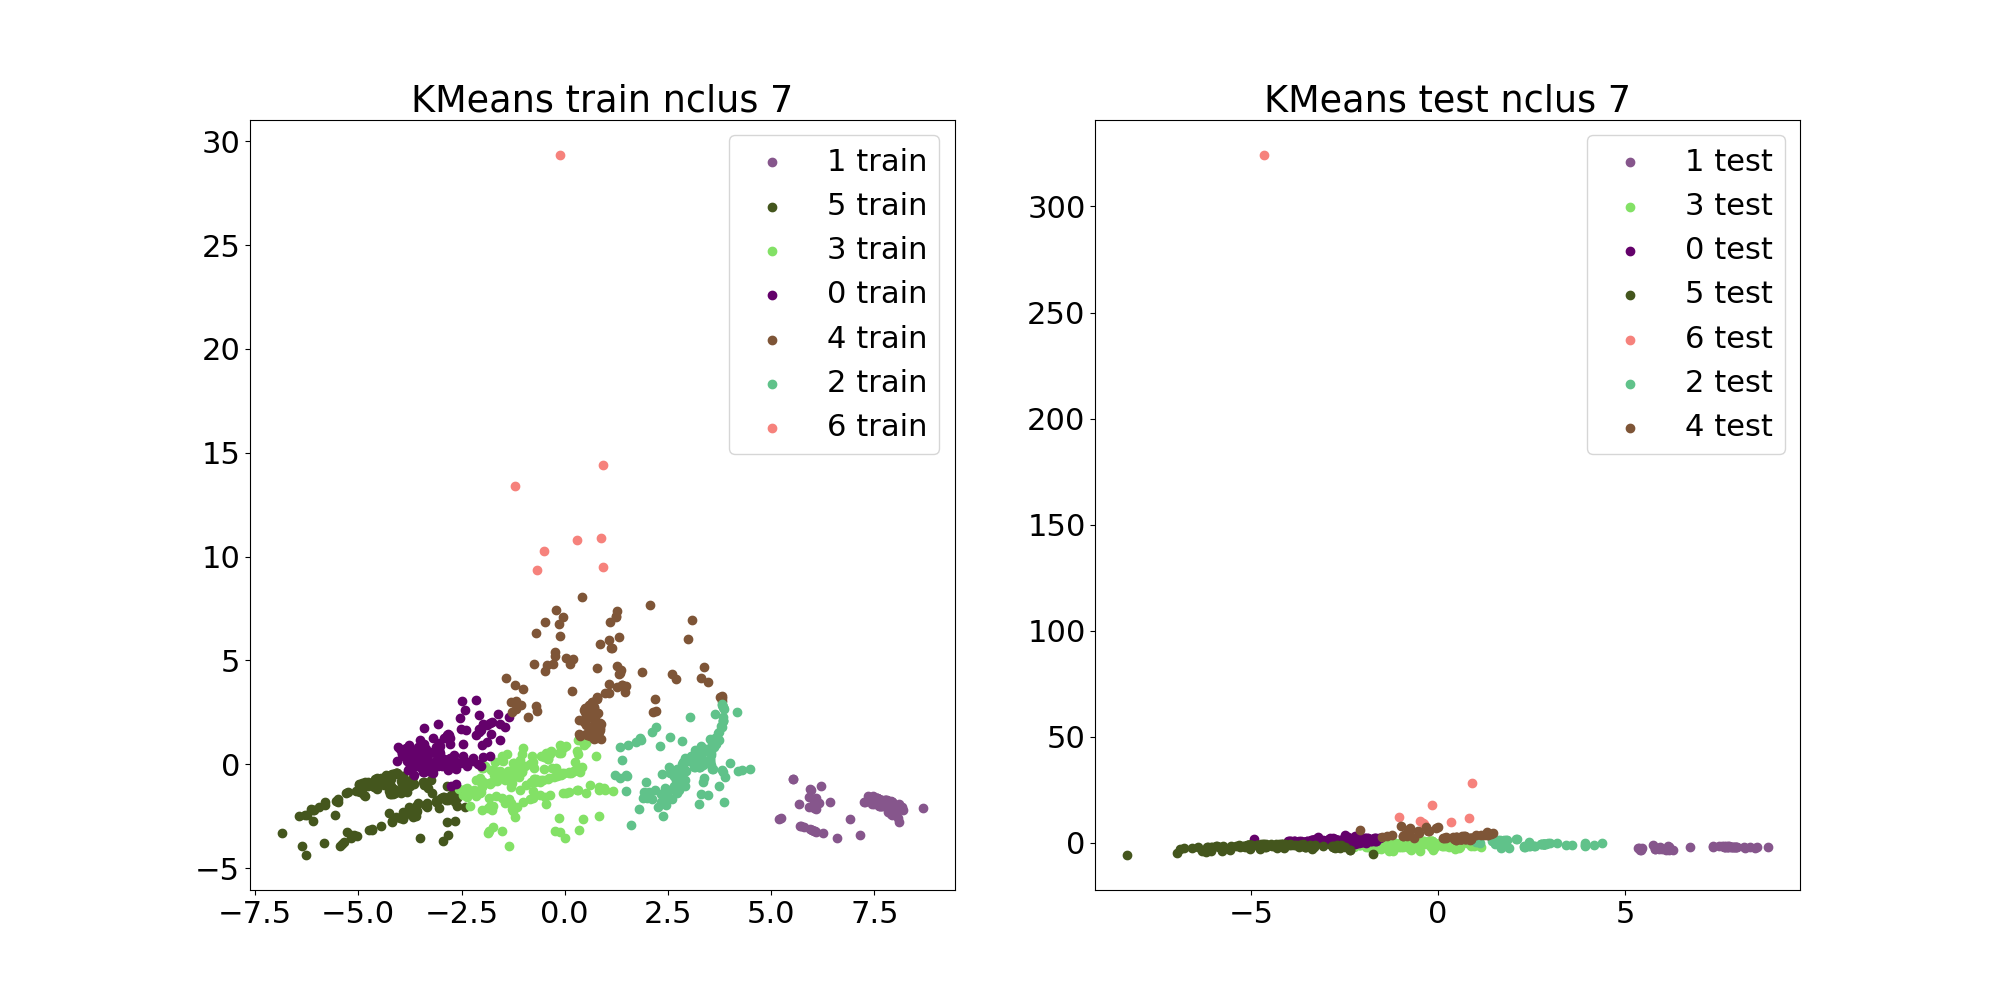 KMeans train nclus 7
30
25
20
15
10
5
0
−5
−7.5 −5.0 −2.5 0.0 2.5 5.0 7.5
1 train
5 train
3 train
0 train
4 train
2 train
6 train
KMeans test nclus 7
300
250
200
150
100
50
0
−5 0 5
1 test
3 test
0 test
5 test
6 test
2 test
4 test